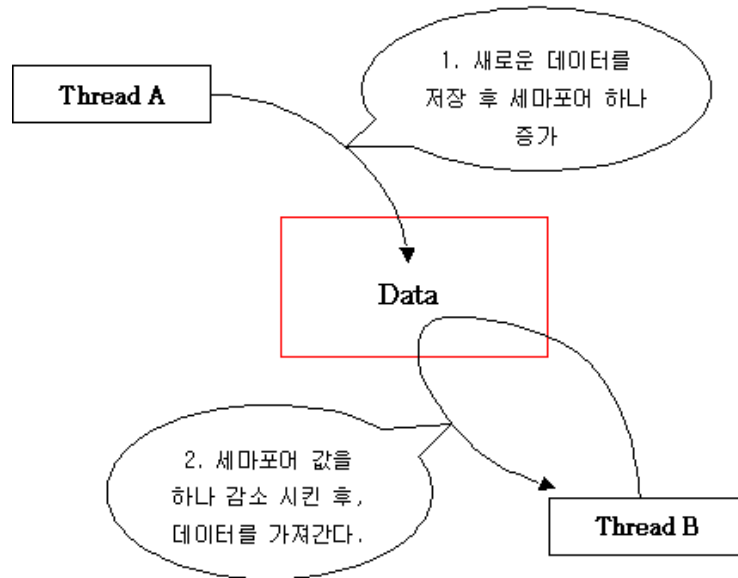 1. 새로운 데이터를
저장 후 세마포어 하나
증가
Thread A
Data
2. 세마포어 값을
하나 감소 시킨 후,
데이터를 가져간다.
Thread B